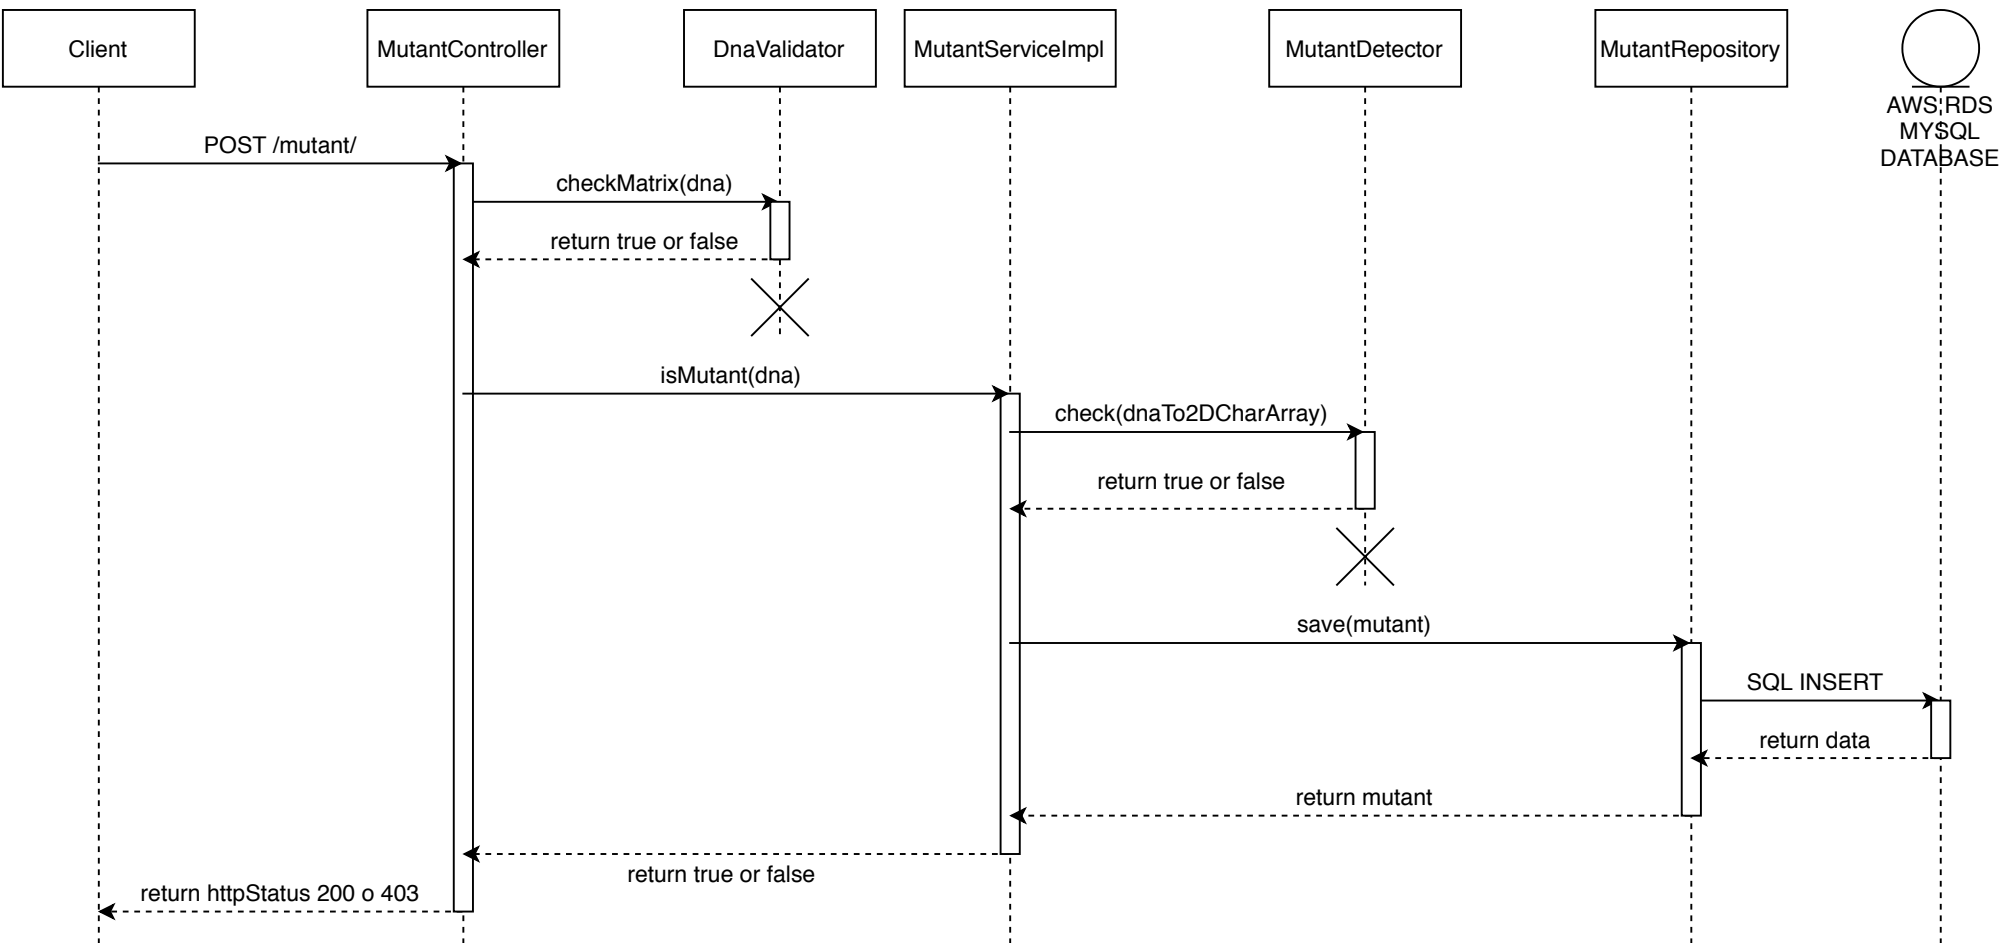 Client
MutantController
DnaValidator
MutantServiceImpl
MutantDetector
MutantRepository
AWS RDS
MYSQL
DATABASE
POST /mutant/
checkMatrix(dna)
return true or false
isMutant(dna)
check(dnaTo2DCharArray)
return true or false
save(mutant)
SQL INSERT
return data
return mutant
return true or false
return httpStatus 200 o 403